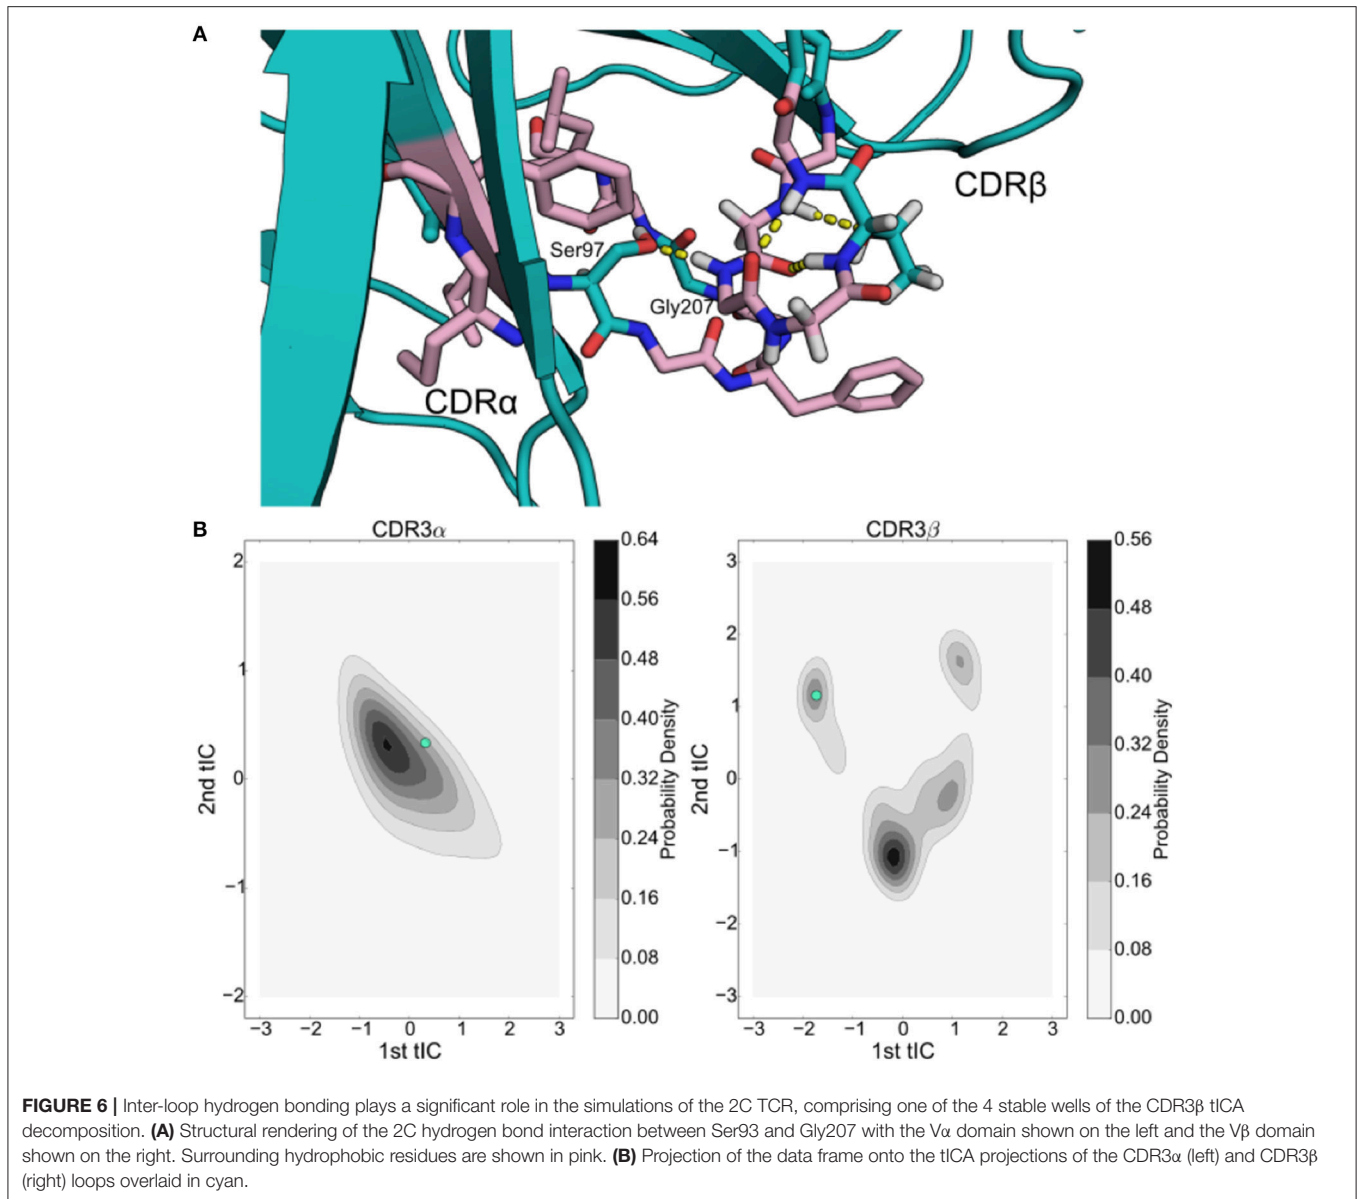 A
CDRβ
Ser97
Gly207
CDRα
B
CDR3α
CDR3β
2
1
0
−1
−2
2nd tIC
−3 −2 −1 0 1 2 3
1st tIC
0.64
0.56
0.48
0.40
0.32
0.24
0.16
0.08
0.00
Probability Density
3
2
1
0
−1
−2
−3
2nd tIC
−3 −2 −1 0 1 2 3
1st tIC
0.56
0.48
0.40
0.32
0.24
0.16
0.08
0.00
Probability Density
FIGURE 6 | Inter-loop hydrogen bonding plays a significant role in the simulations of the 2C TCR, comprising one of the 4 stable wells of the CDR3β tICA
decomposition. (A) Structural rendering of the 2C hydrogen bond interaction between Ser93 and Gly207 with the Vα domain shown on the left and the Vβ domain
shown on the right. Surrounding hydrophobic residues are shown in pink. (B) Projection of the data frame onto the tICA projections of the CDR3α (left) and CDR3β
(right) loops overlaid in cyan.